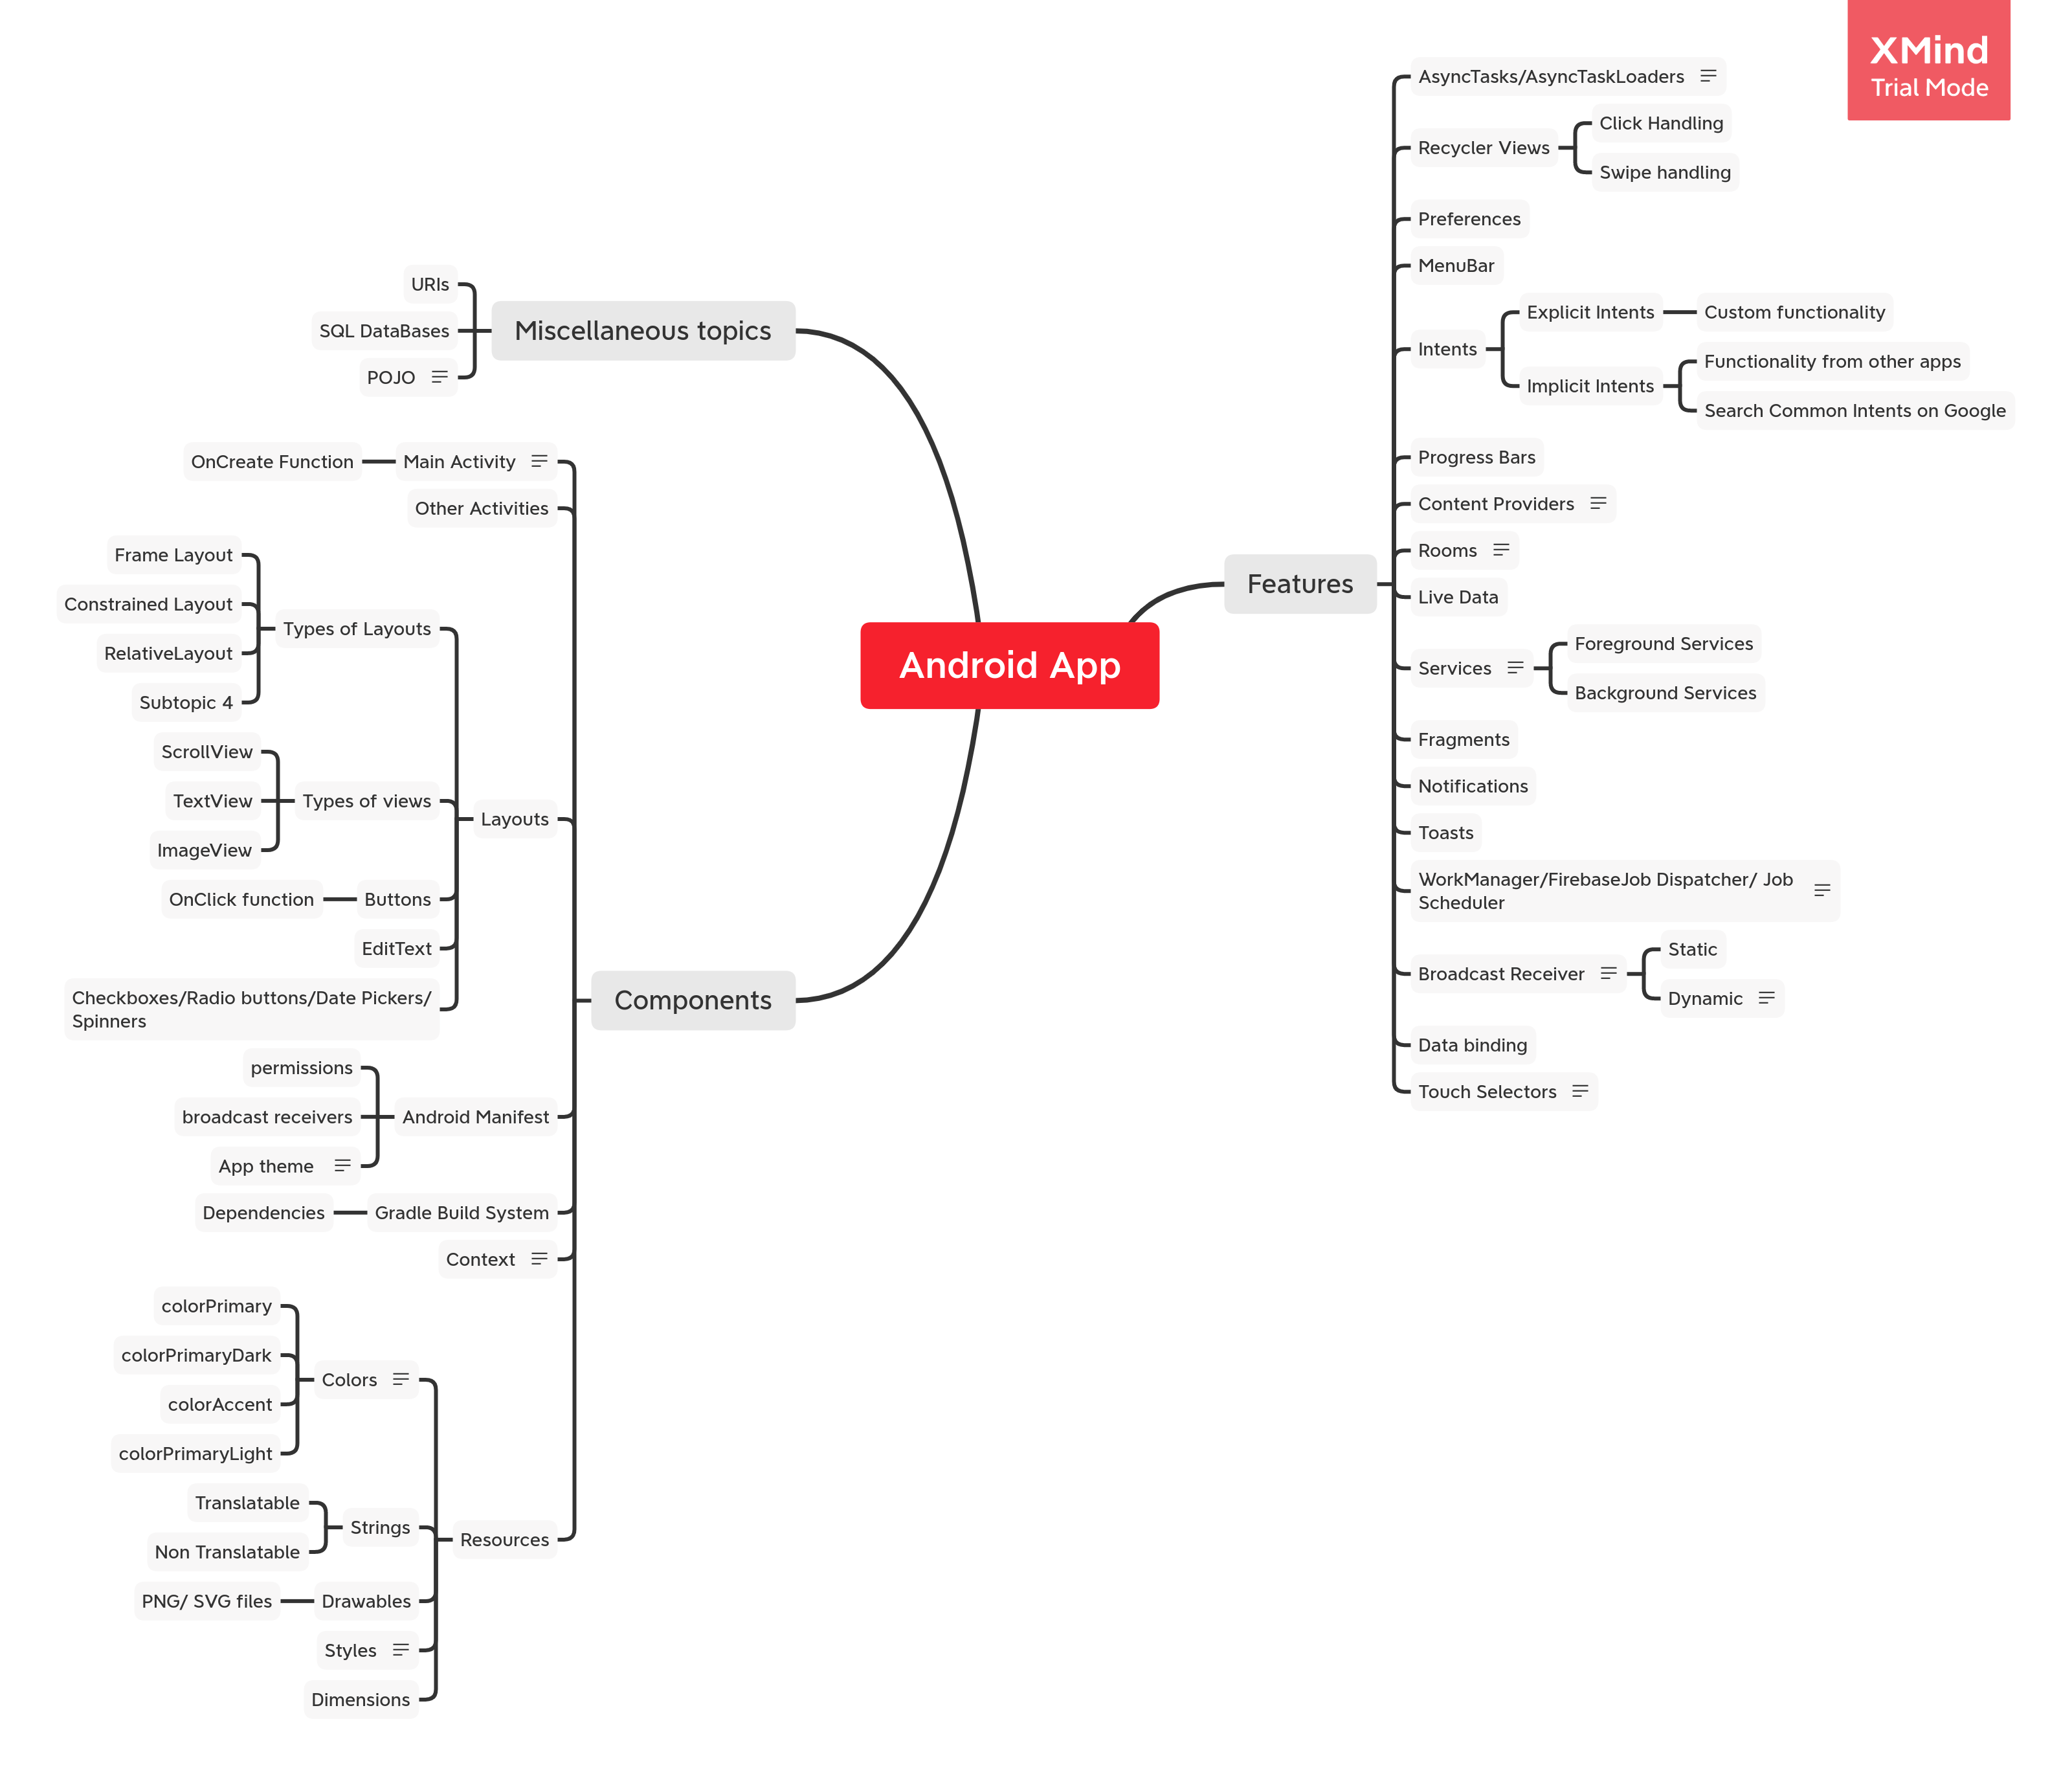 XMind
Trial Mode
Android App
Features
AsyncTasks/AsyncTaskLoaders
Recycler Views
Click Handling
Swipe handling
Preferences
MenuBar
Intents
Explicit Intents
Custom functionality
Implicit Intents
Functionality from other apps
Search Common Intents on Google
Progress Bars
Content Providers
Rooms
Live Data
Services
Foreground Services
Background Services
Fragments
Notifications
Toasts
WorkManager/FirebaseJob Dispatcher/ Job
Scheduler
Broadcast Receiver
Static
Dynamic
Data binding
Touch Selectors
Miscellaneous topics
URIs
SQL DataBases
POJO
Components
Main Activity
OnCreate Function
Other Activities
Layouts
Types of Layouts
Frame Layout
Constrained Layout
RelativeLayout
Subtopic 4
Types of views
ScrollView
TextView
ImageView
Buttons
OnClick function
EditText
Checkboxes/Radio buttons/Date Pickers/
Spinners
Android Manifest
permissions
broadcast receivers
App theme
Gradle Build System
Dependencies
Context
Resources
Colors
colorPrimary
colorPrimaryDark
colorAccent
colorPrimaryLight
Strings
Translatable
Non Translatable
Drawables
PNG/ SVG files
Styles
Dimensions